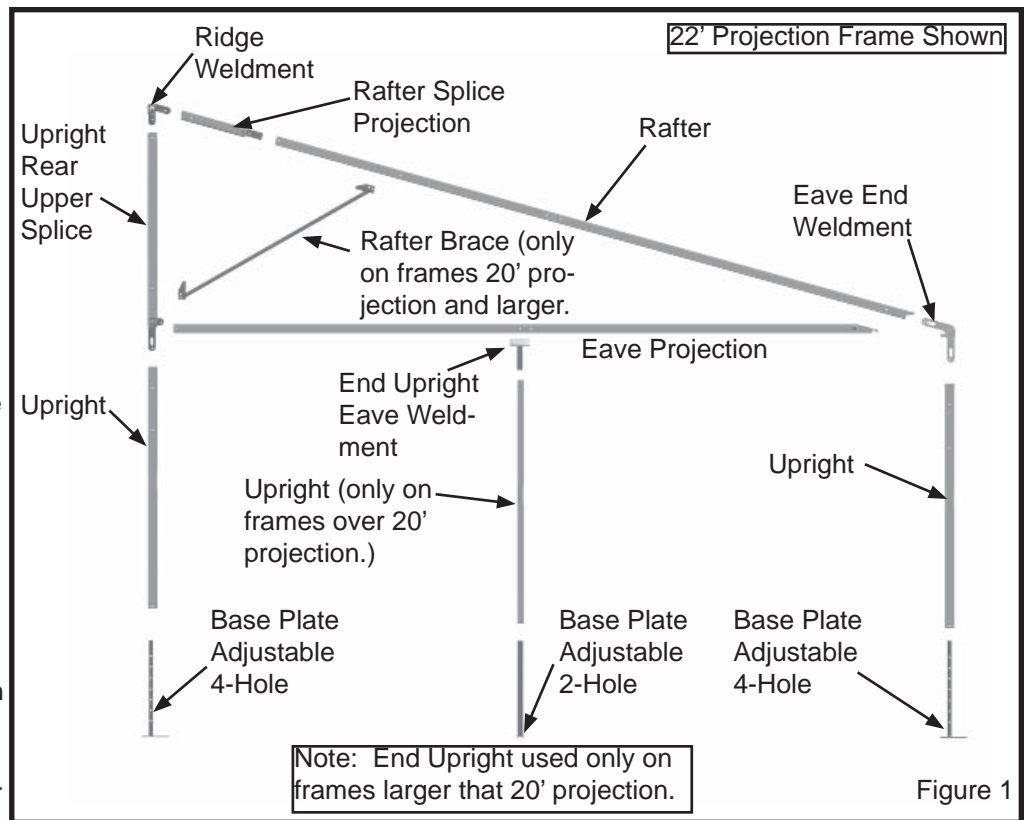 22' Projection Frame Shown
Ridge
Weldment
Rafter Splice
Projection
Rafter
Upright
Rear
Upper
Splice
Eave End
Weldment
Rafter Brace (only
on frames 20' pro-
jection and larger.
Eave Projection
End Upright
Eave Weld-
ment
Upright
Upright (only on
frames over 20'
projection.)
Upright
Base Plate
Adjustable
4-Hole
Base Plate
Adjustable
2-Hole
Base Plate
Adjustable
4-Hole
Note: End Upright used only on
frames larger that 20' projection.
Figure 1